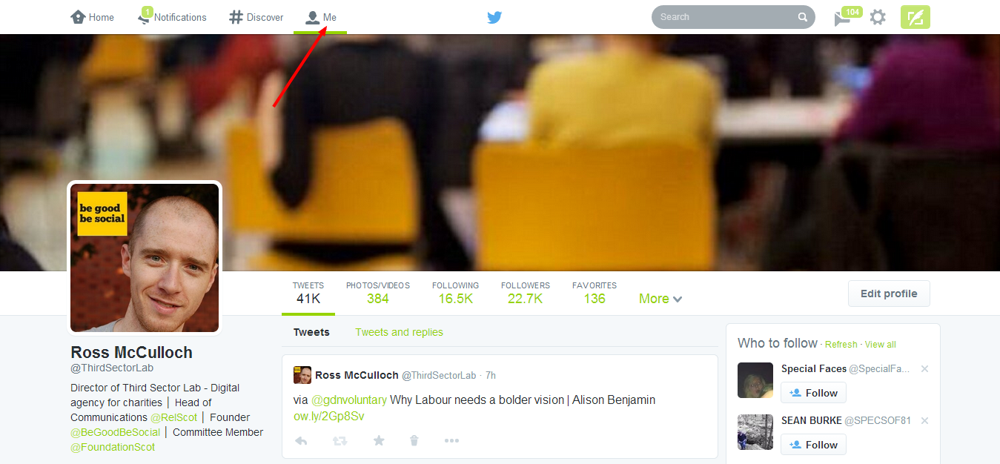 Home
1
Notifications
Discover
Me
Search
104
be good
be social
TWEETS
41K
PHOTOS/VIDEOS
384
FOLLOWING
16.5K
FOLLOWERS
22.7K
FAVORITES
136
More
Edit profile
Ross McCulloch
@ThirdSectorLab
Director of Third Sector Lab - Digital
agency for charities | Head of
Communications @RelScot | Founder
@BeGoodBeSocial | Committee Member
@FoundationScot
Tweets
Tweets and replies
Ross McCulloch @ThirdSectorLab · 7h
via @gdnvoluntary Why Labour needs a bolder vision | Alison Benjamin
ow.ly/2Gp8Sv
Who to follow · Refresh · View all
Special Faces @SpecialFa...
Follow
SEAN BURKE @SPECSOF81
Follow